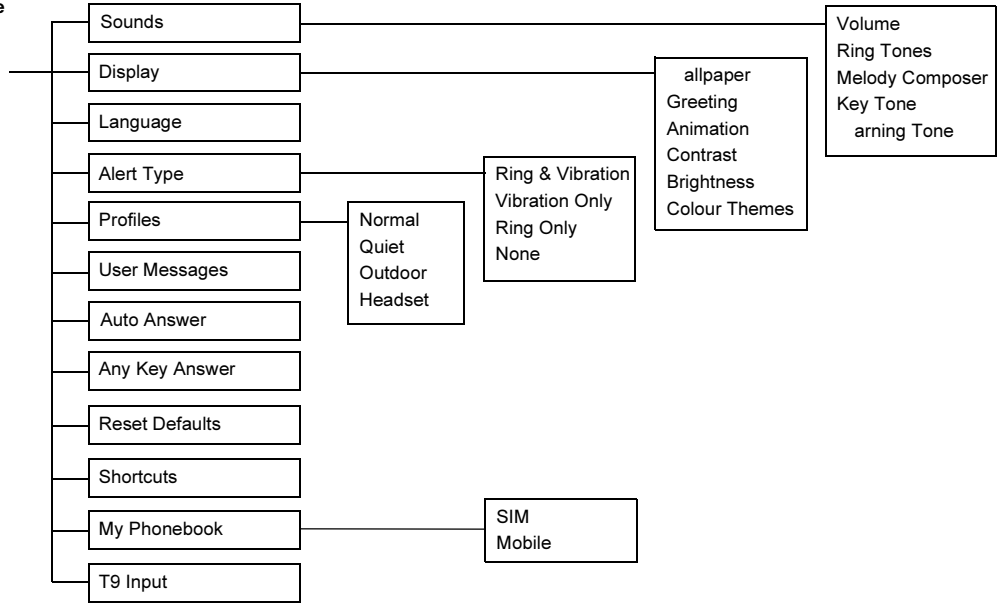 e
Sounds
Display
Language
Alert Type
Profiles
User Messages
Auto Answer
Any Key Answer
Reset Defaults
Shortcuts
My Phonebook
T9 Input
Normal
Quiet
Outdoor
Headset
Ring & Vibration
Vibration Only
Ring Only
None
SIM
Mobile
allpaper
Greeting
Animation
Contrast
Brightness
Colour Themes
Volume
Ring Tones
Melody Composer
Key Tone
arning Tone